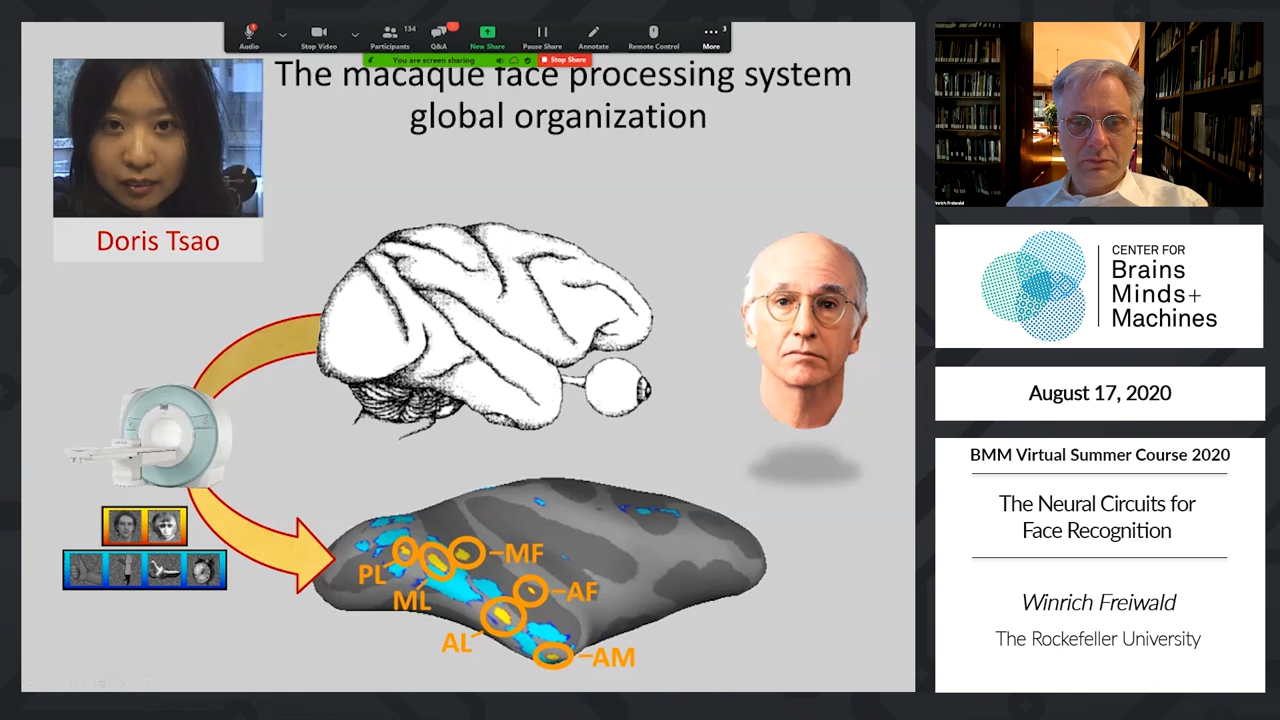 134
3
Audio
Stop Video
Participants
Q&A
New Share
Pause Share
Annotate
Remote Control
More
You are screen sharing
Stop Share
The macaque face processing system
global organization
Doris Tsao
PL
ML
MF
AF
AL
AM
CENTER FOR
Brains
Minds+
Machines
August 17, 2020
BMM Virtual Summer Course 2020
The Neural Circuits for
Face Recognition
Winrich Freiwald
The Rockefeller University